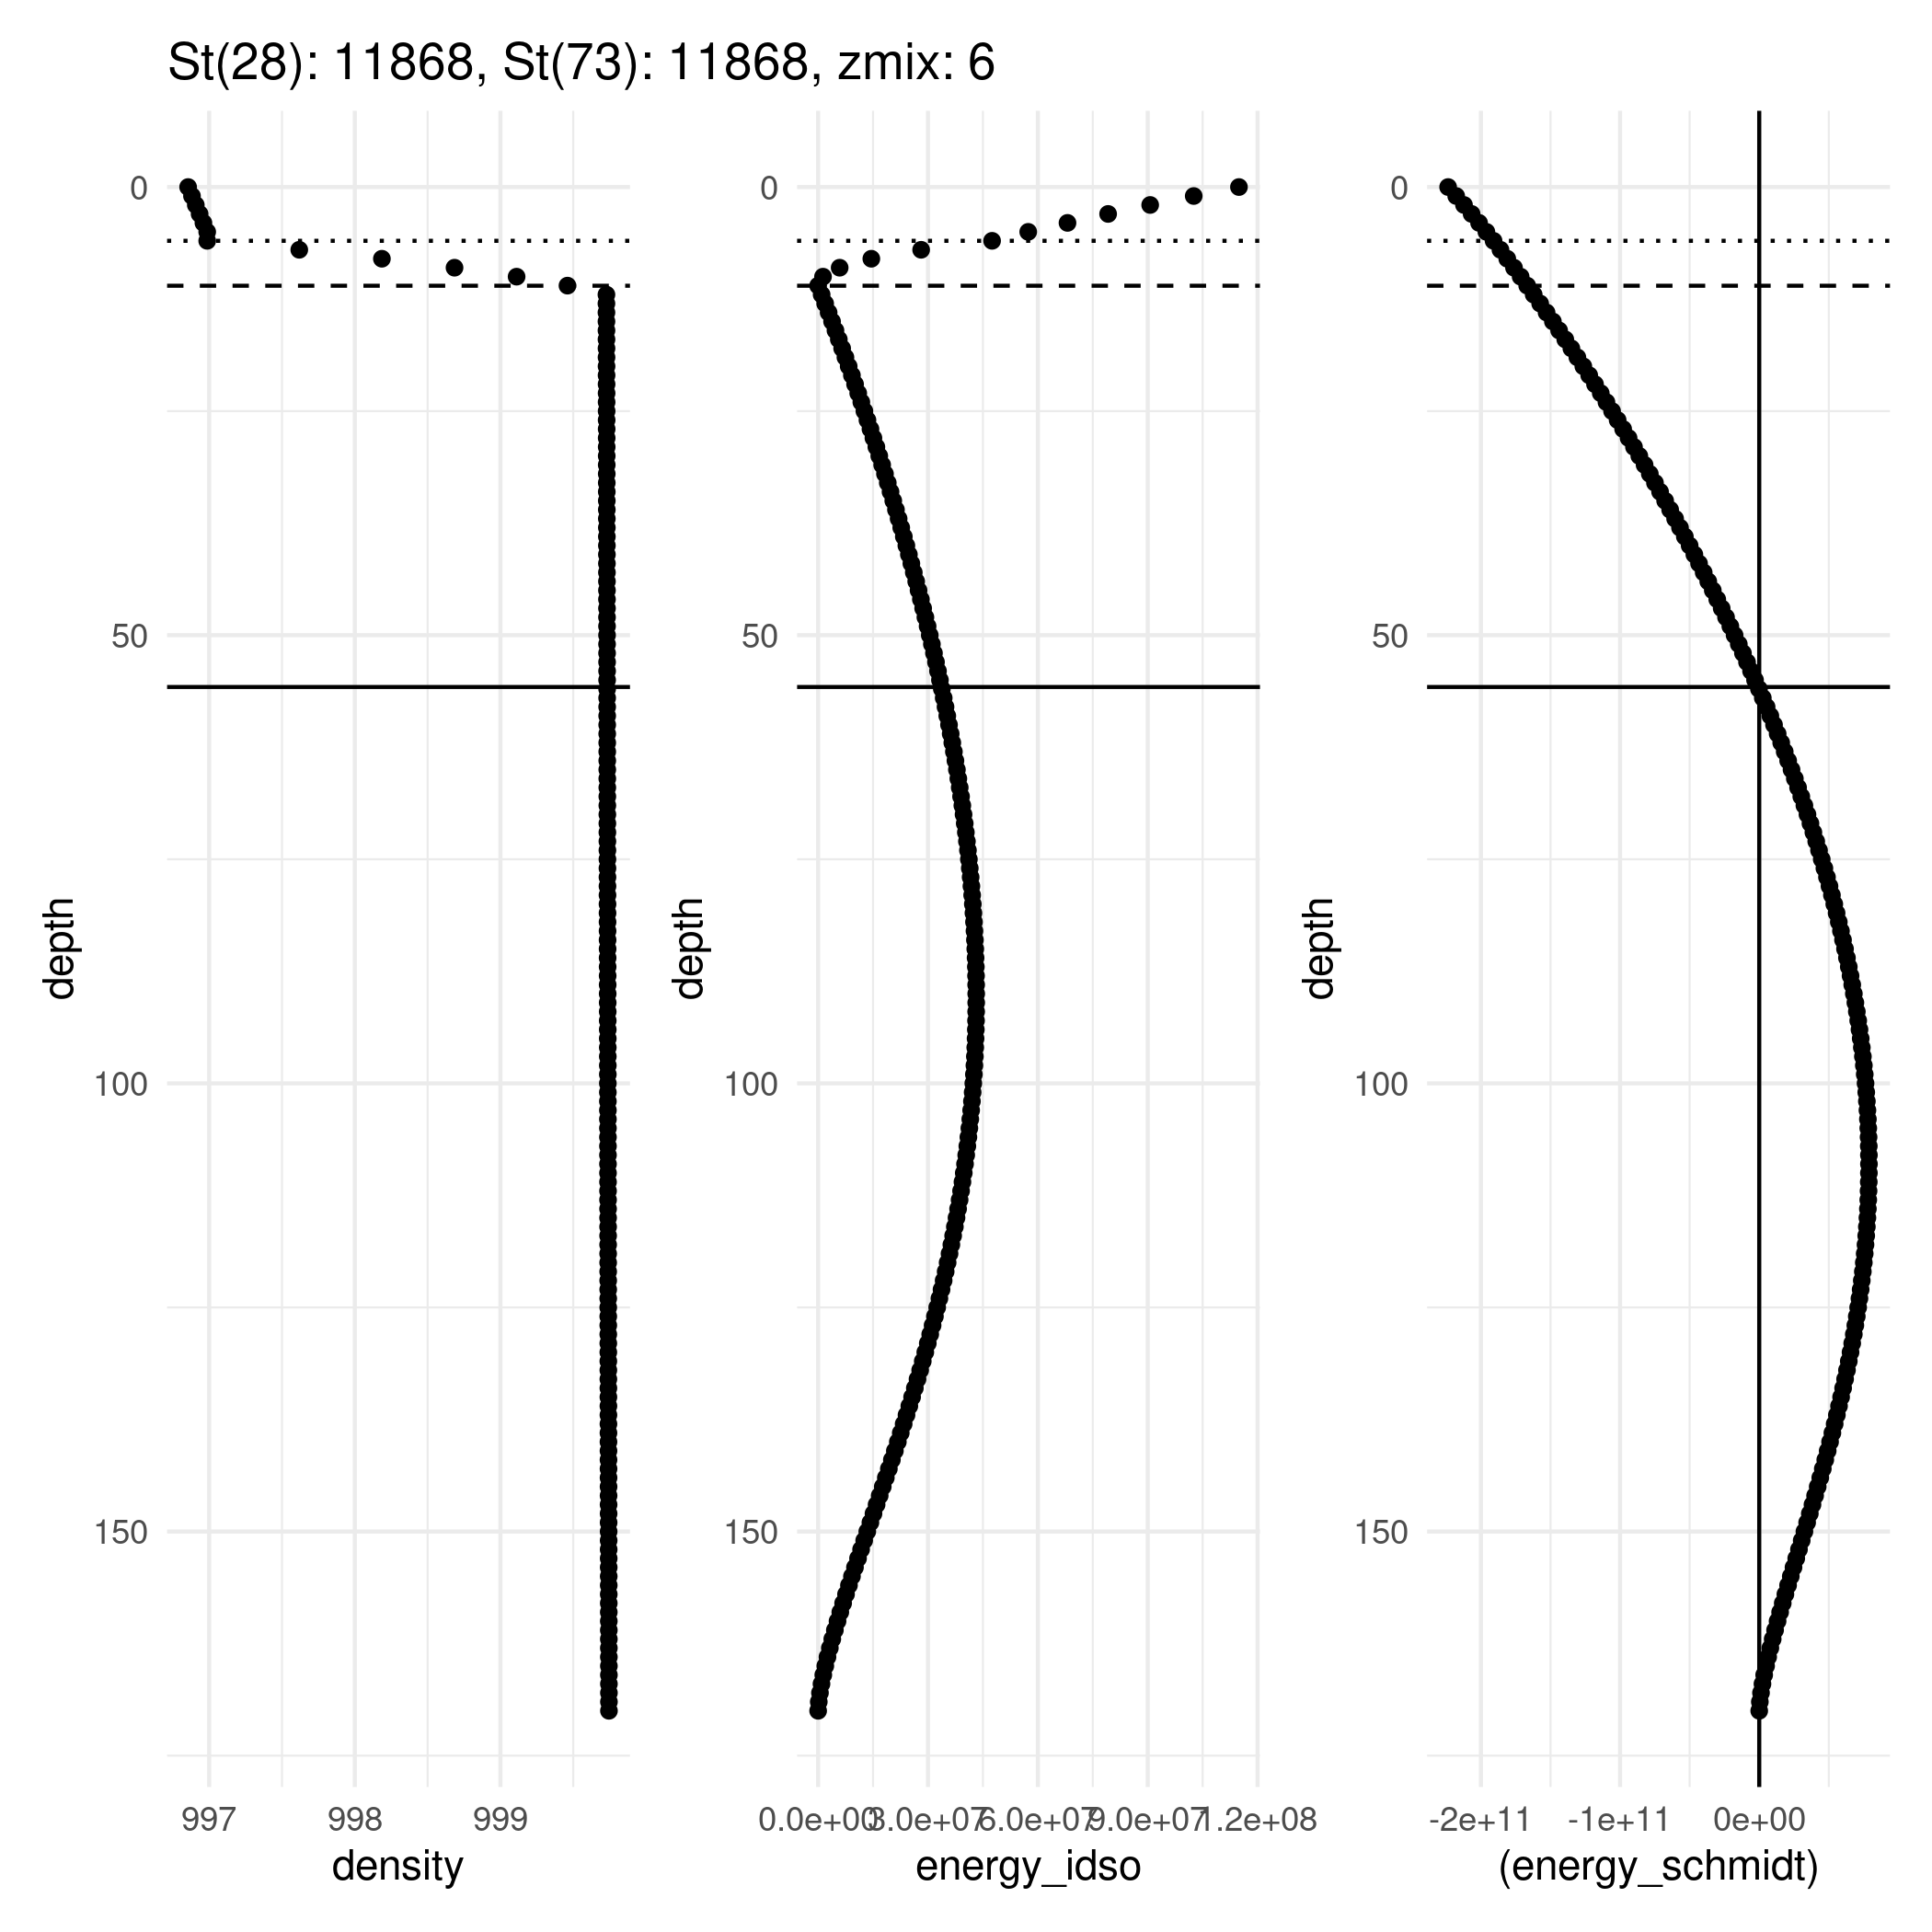 St(28): 11868, St(73): 11868, zmix: 6
0
50
100
150
depth
997 998 999
density
0
50
100
150
depth
0.0e+00 3.0e+07 6.0e+07 9.0e+07 1.2e+08
energy_idso
0
50
100
150
depth
-2e+11 -1e+11 0e+00
(energy_schmidt)